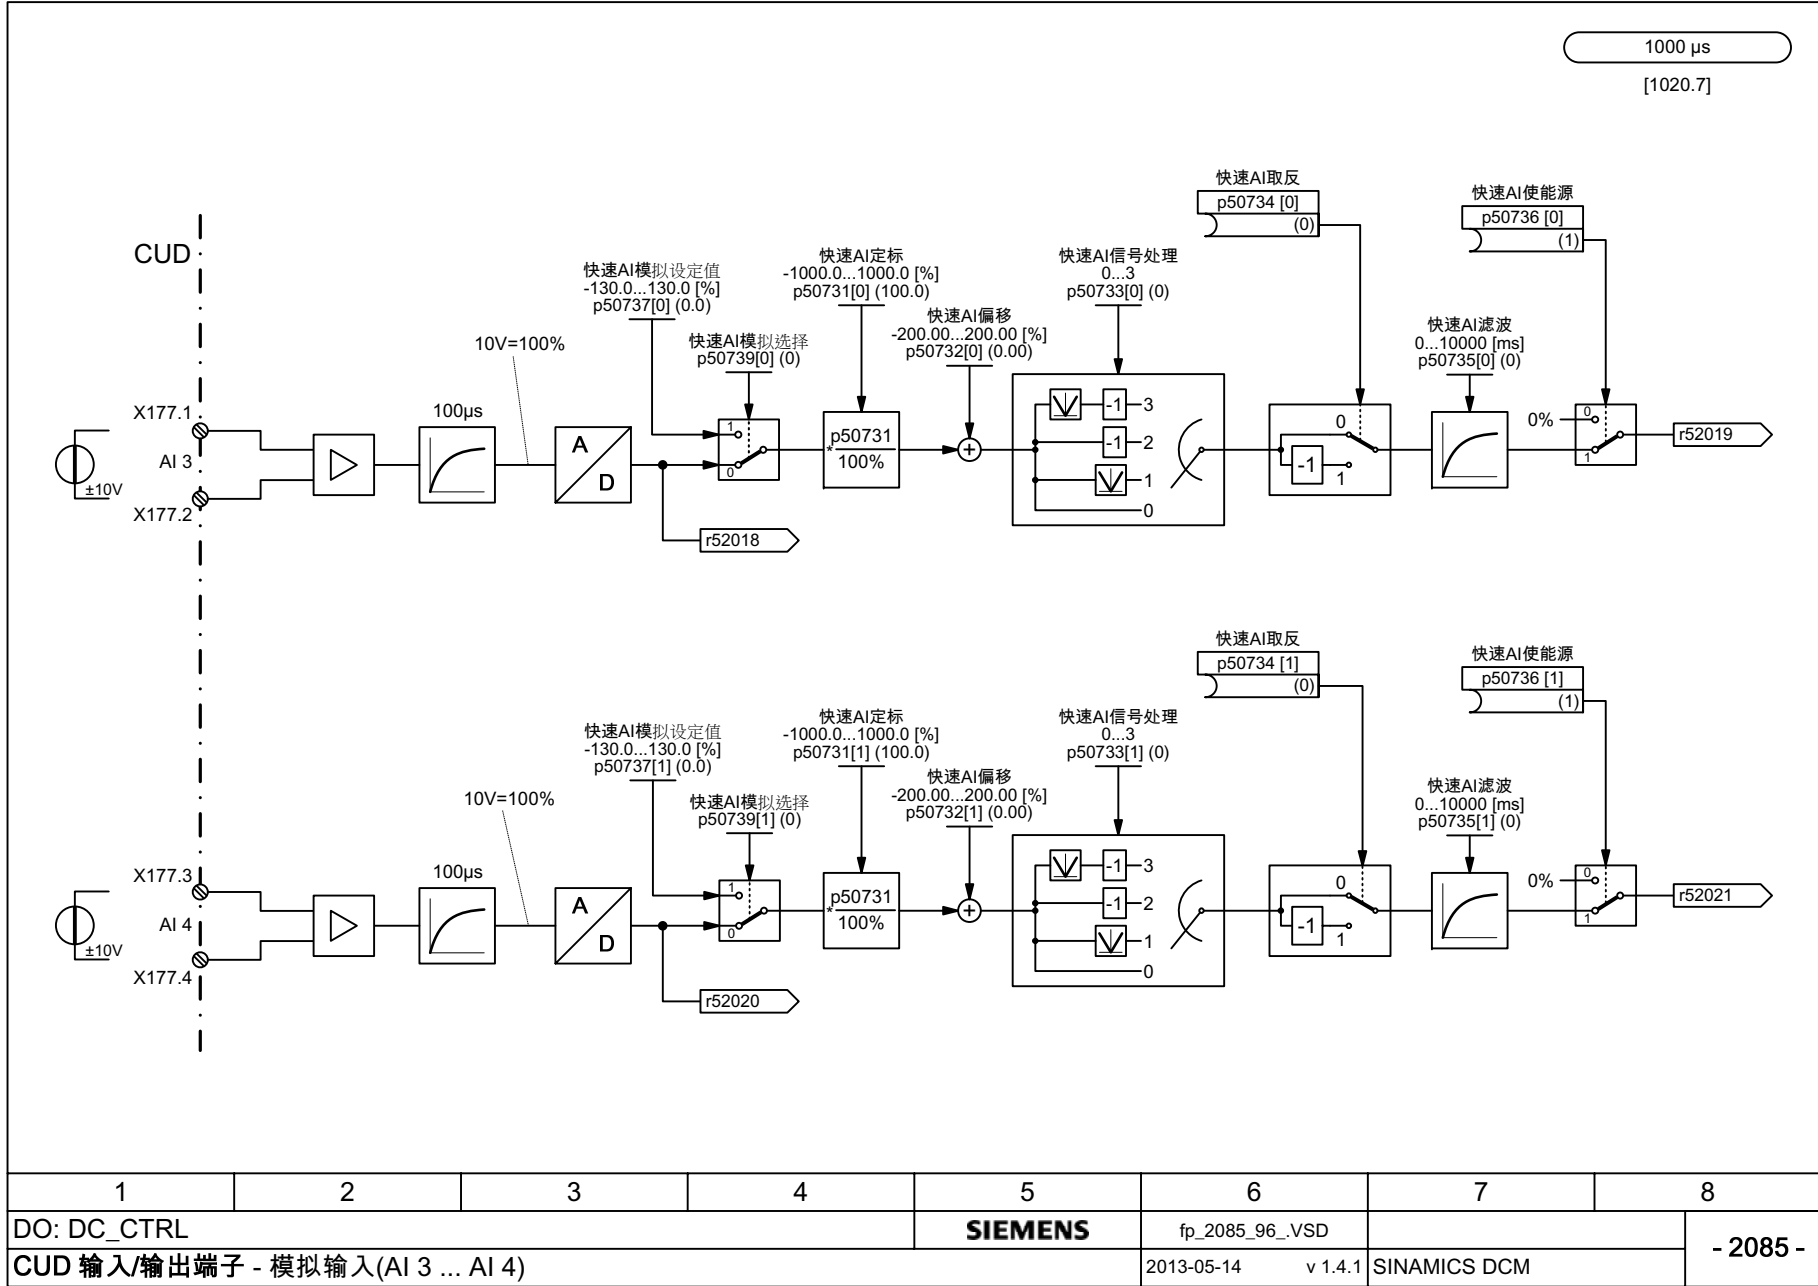 1000 µs
[1020.7]
快速AI取反
p50734 [0]
(0)
快速AI使能源
p50736 [0]
(1)
CUD
快速AI模拟设定值
-130.0...130.0 [%]
p50737[0] (0.0)
快速AI定标
-1000.0...1000.0 [%]
p50731[0] (100.0)
快速AI信号处理
0...3
p50733[0] (0)
快速AI偏移
-200.00...200.00 [%]
p50732[0] (0.00)
快速AI滤波
0...10000 [ms]
p50735[0] (0)
10V=100%
快速AI模拟选择
p50739[0] (0)
X177.1
AI 3
±10V
X177.2
100µs
A
D
1
0
*
p50731
100%
-1
3
-1
2
1
0
0
-1
1
0%
0
1
r52019
r52018
快速AI取反
p50734 [1]
(0)
快速AI使能源
p50736 [1]
(1)
快速AI模拟设定值
-130.0...130.0 [%]
p50737[1] (0.0)
快速AI定标
-1000.0...1000.0 [%]
p50731[1] (100.0)
快速AI信号处理
0...3
p50733[1] (0)
快速AI偏移
-200.00...200.00 [%]
p50732[1] (0.00)
快速AI滤波
0...10000 [ms]
p50735[1] (0)
10V=100%
快速AI模拟选择
p50739[1] (0)
X177.3
AI 4
±10V
X177.4
100µs
A
D
1
0
*
p50731
100%
-1
3
-1
2
1
0
0
-1
1
0%
0
1
r52021
r52020
1 2 3 4 5 6 7 8
DO: DC_CTRL
SIEMENS
fp_2085_96_.VSD
- 2085 -
CUD 输入/输出端子 - 模拟输入(AI 3 ... AI 4)
2013-05-14
v 1.4.1
SINAMICS DCM